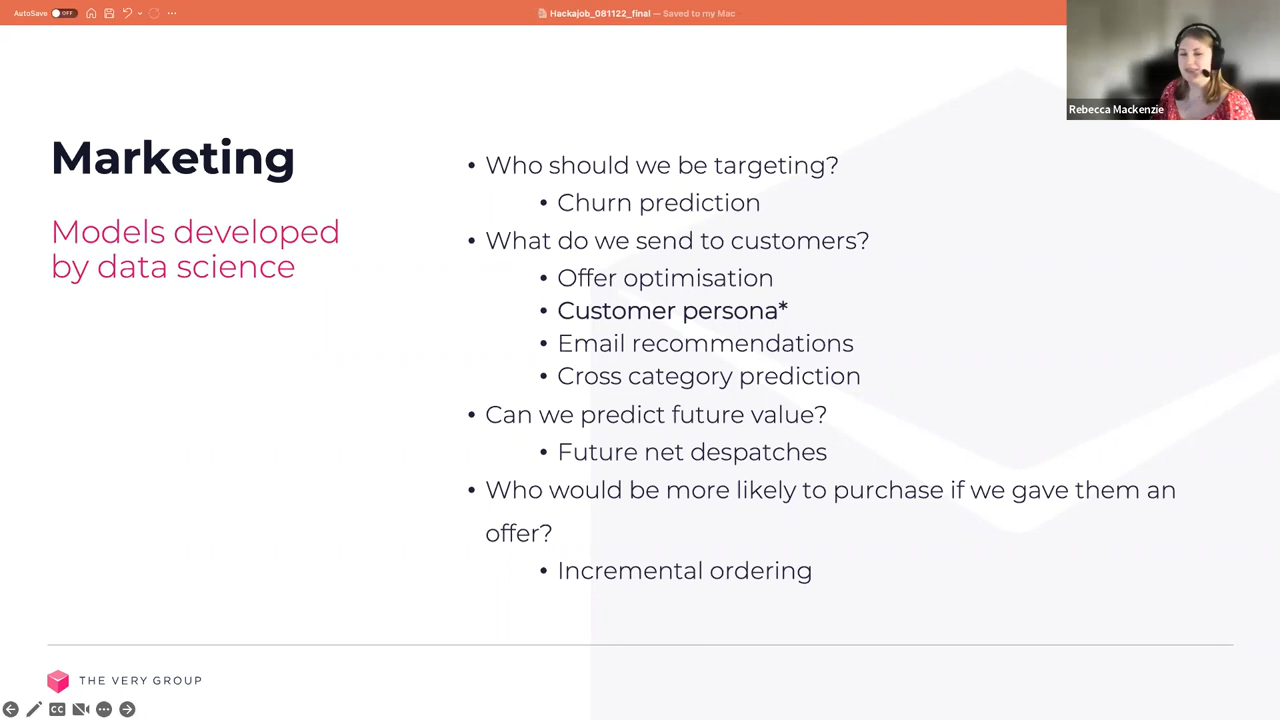 AutoSave OFF
Hackajob_081122_final — Saved to my Mac
Rebecca Mackenzie
Marketing
Models developed
by data science
• Who should we be targeting?
• Churn prediction
• What do we send to customers?
• Offer optimisation
• Customer persona*
• Email recommendations
• Cross category prediction
• Can we predict future value?
• Future net despatches
• Who would be more likely to purchase if we gave them an
offer?
• Incremental ordering
THE VERY GROUP
CC